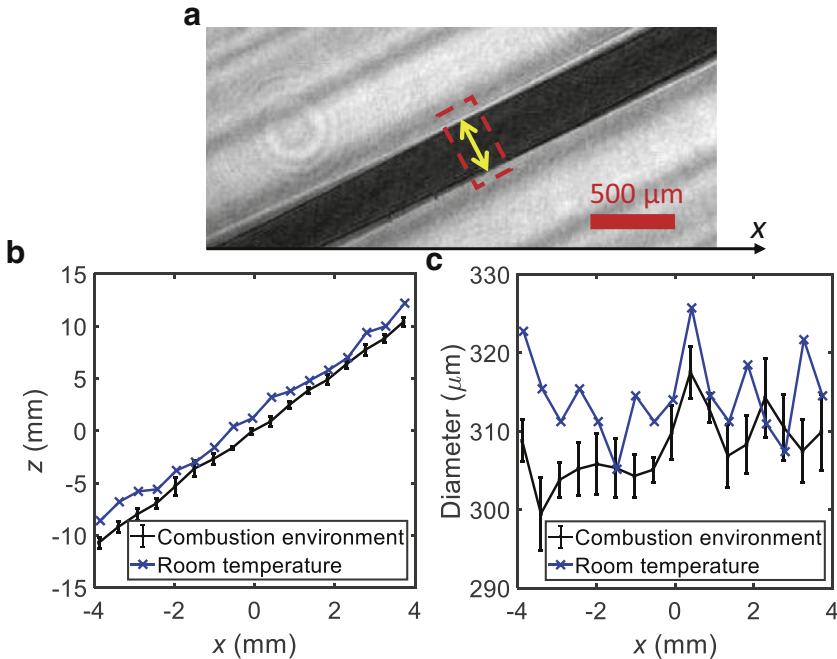 a
500 μm
x
b
15
10
5
0
-5
-10
-15
z (mm)
-4
-2
0
2
4
x (mm)
Combustion environment
Room temperature
c
330
320
310
300
290
Diameter (μm)
-4
-2
0
2
4
x (mm)
Combustion environment
Room temperature